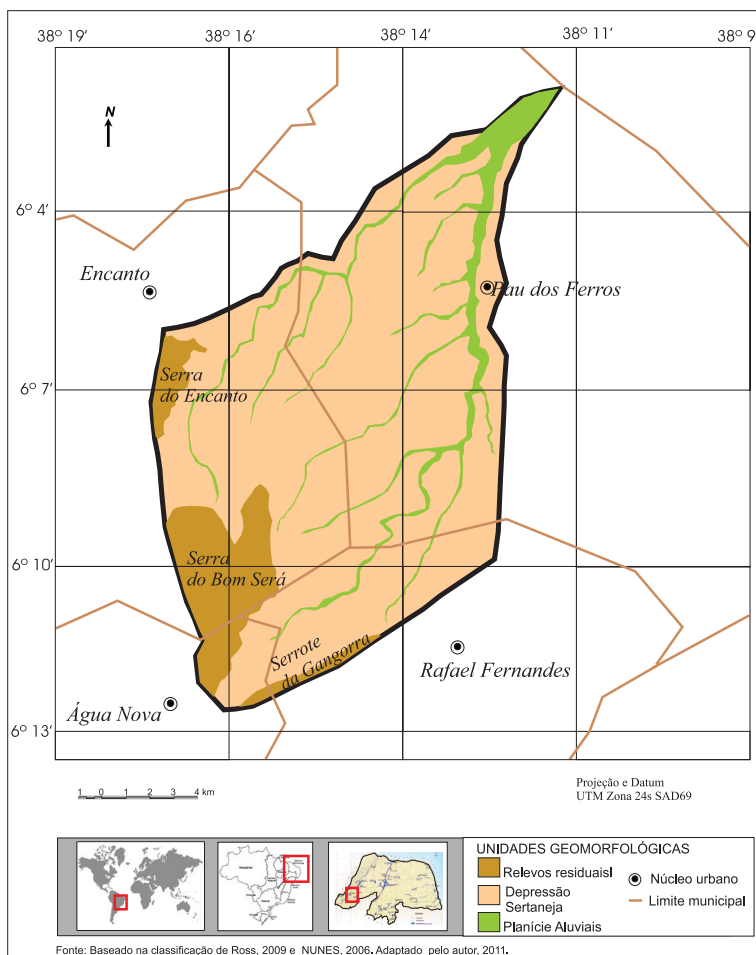 38° 19'
38° 16'
38° 14'
38° 11'
38° 9
N
6° 4'
Encanto
Pau dos Ferros
Serra
do Encanto
6° 7'
6° 10'
Serra
do Bom Será
Serrote
da Gangorra
Rafael Fernandes
Água Nova
6° 13'
1 0 1 2 3 4 km
Projeção e Datum
UTM Zona 24s SAD69
UNIDADES GEOMORFOLÓGICAS
Relevos residuaisl
Depressão
Sertaneja
Planície Aluviais
Núcleo urbano
Limite municipal
Fonte: Baseado na classificação de Ross, 2009 e NUNES, 2006. Adaptado pelo autor, 2011.